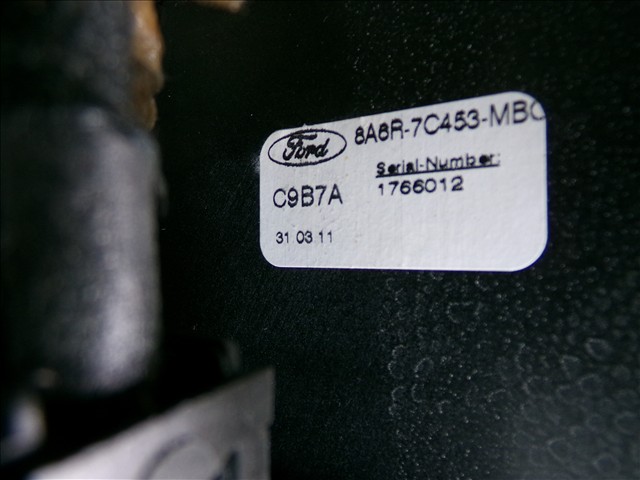 Ford 8A6R-7C453-MBC
Serial-Number:
C9B7A 1766012
31 03 11